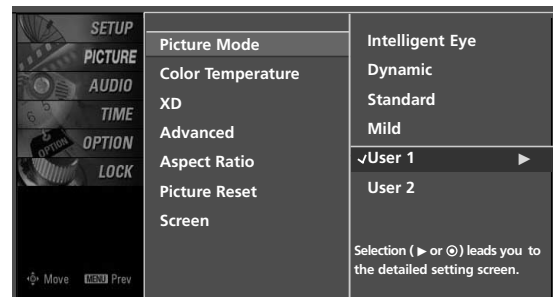 SETUP
PICTURE
AUDIO
TIME
OPTION
LOCK
Move MENU Prev
Picture Mode
Color Temperature
XD
Advanced
Aspect Ratio
Picture Reset
Screen
Intelligent Eye
Dynamic
Standard
Mild
✓User 1 ▶
User 2
Selection ( ▶ or ◉ ) leads you to
the detailed setting screen.